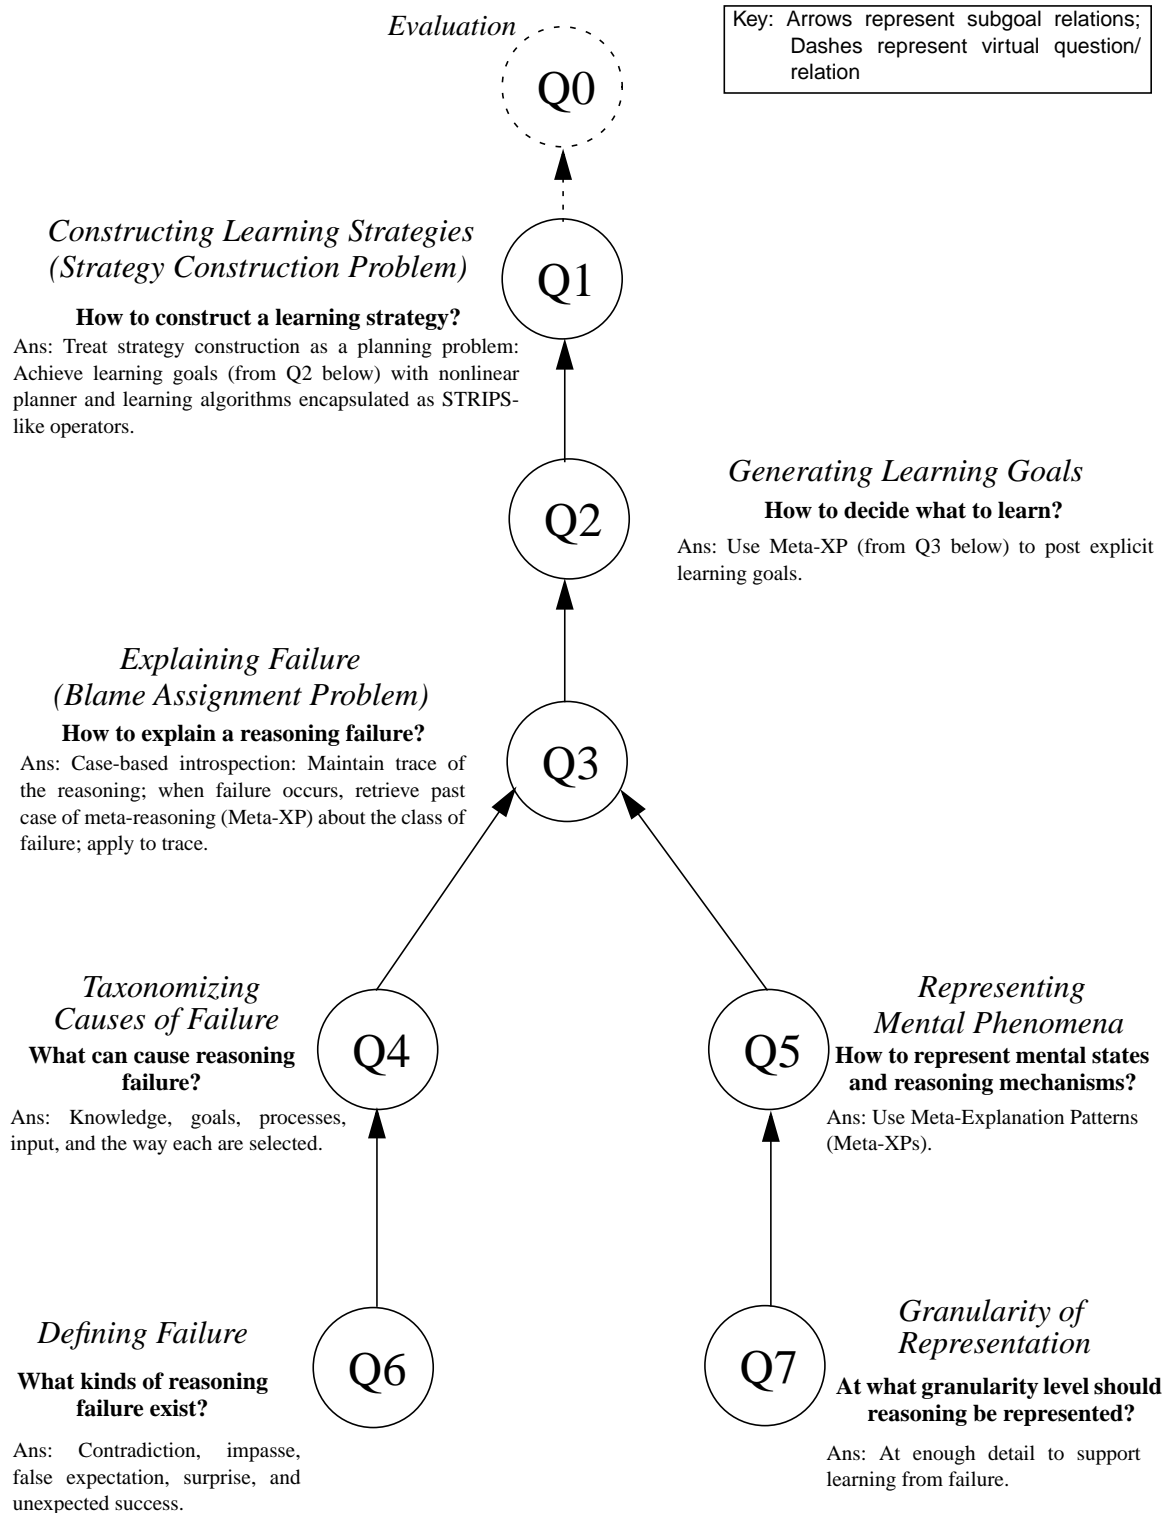 Evaluation
Key: Arrows represent subgoal relations;
Dashes represent virtual question/
relation
Q0
Constructing Learning Strategies
(Strategy Construction Problem)
Q1
How to construct a learning strategy?
Ans: Treat strategy construction as a planning problem:
Achieve learning goals (from Q2 below) with nonlinear
planner and learning algorithms encapsulated as STRIPS-
like operators.
Generating Learning Goals
Q2
How to decide what to learn?
Ans: Use Meta-XP (from Q3 below) to post explicit
learning goals.
Explaining Failure
(Blame Assignment Problem)
How to explain a reasoning failure?
Q3
Ans: Case-based introspection: Maintain trace of
the reasoning; when failure occurs, retrieve past
case of meta-reasoning (Meta-XP) about the class of
failure; apply to trace.
Taxonomizing
Causes of Failure
What can cause reasoning
failure?
Q4
Ans: Knowledge, goals, processes,
input, and the way each are selected.
Representing
Mental Phenomena
Q5
How to represent mental states
and reasoning mechanisms?
Ans: Use Meta-Explanation Patterns
(Meta-XPs).
Defining Failure
Q6
What kinds of reasoning
failure exist?
Ans: Contradiction, impasse,
false expectation, surprise, and
unexpected success.
Granularity of
Representation
Q7
At what granularity level should
reasoning be represented?
Ans: At enough detail to support
learning from failure.